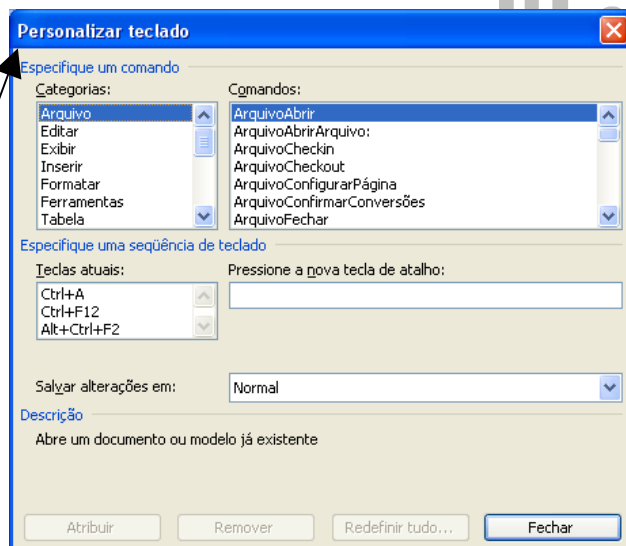 Personalizar teclado
Especifique um comando
Categorias:
Comandos:
Arquivo
Editar
Exibir
Inserir
Formatar
Ferramentas
Tabela
ArquivoAbrir
ArquivoAbrirArquivo:
ArquivoCheckin
ArquivoCheckout
ArquivoConfigurarPágina
ArquivoConfirmarConversões
ArquivoFechar
Especifique uma seqüência de teclado
Teclas atuais:
Pressione a nova tecla de atalho:
Ctrl+A
Ctrl+F12
Alt+Ctrl+F2
Salvar alterações em:
Normal
Descrição
Abre um documento ou modelo já existente
Atribuir
Remover
Redefinir tudo...
Fechar